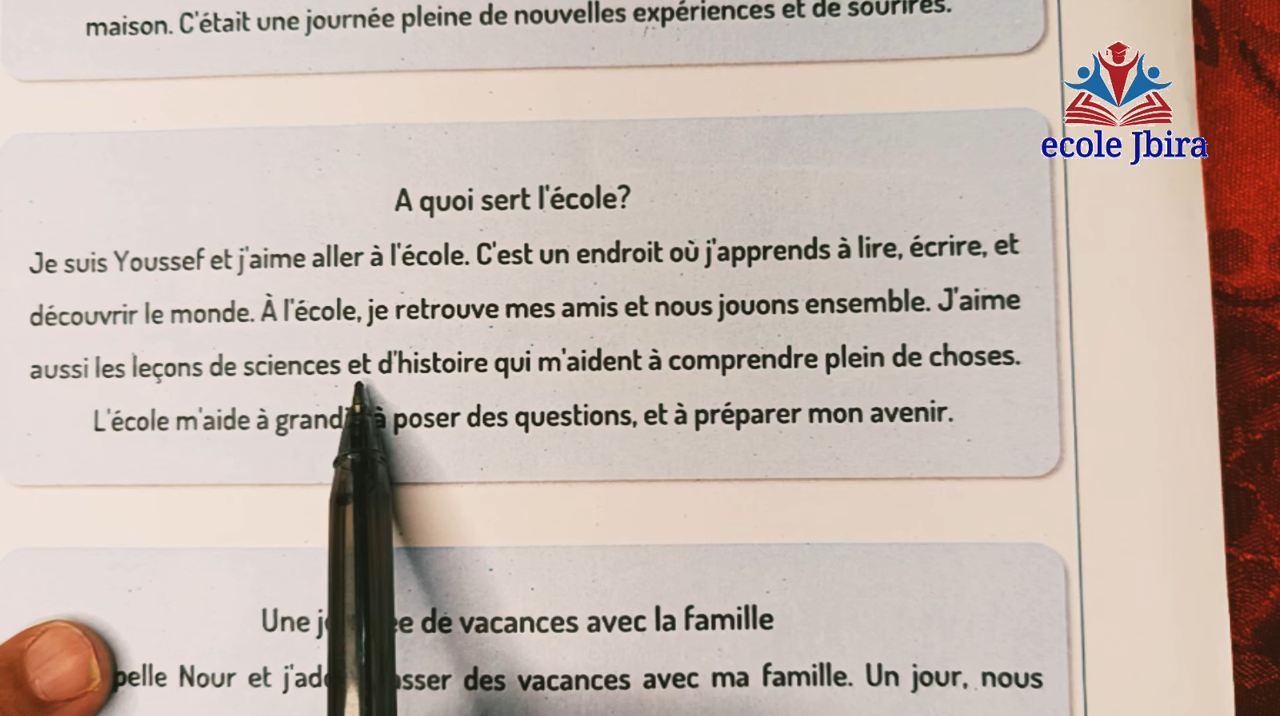 maison. C'était une journée pleine de nouvelles expériences et de sourires.
ecole Jbira
A quoi sert l'école?
Je suis Youssef et j'aime aller à l'école. C'est un endroit où j'apprends à lire, écrire, et
découvrir le monde. À l'école, je retrouve mes amis et nous jouons ensemble. J'aime
aussi les leçons de sciences et d'histoire qui m'aident à comprendre plein de choses.
L'école m'aide à à poser des questions, et à préparer mon avenir.
Une de vacances avec la famille
Nour et des vacances avec ma famille. Un jour, nous